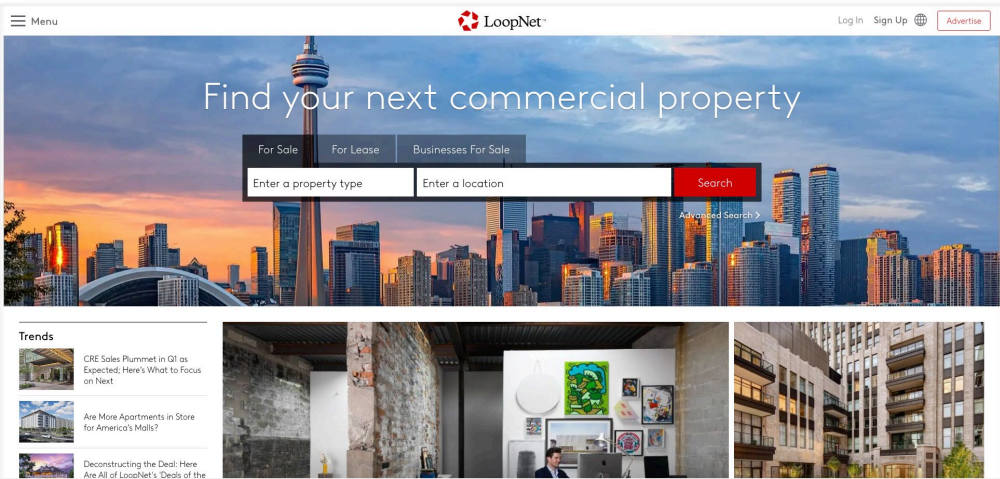 Menu
LoopNet™
Log In Sign Up
Advertise
Find your next commercial property
For Sale
For Lease
Businesses For Sale
Enter a property type
Enter a location
Search
Advanced Search >
Trends
CRE Sales Plummet in Q1 as
Expected; Here's What to Focus
on Next
Are More Apartments in Store
for America's Malls?
Deconstructing the Deal: Here
Are All of LoopNet's 'Deals of the